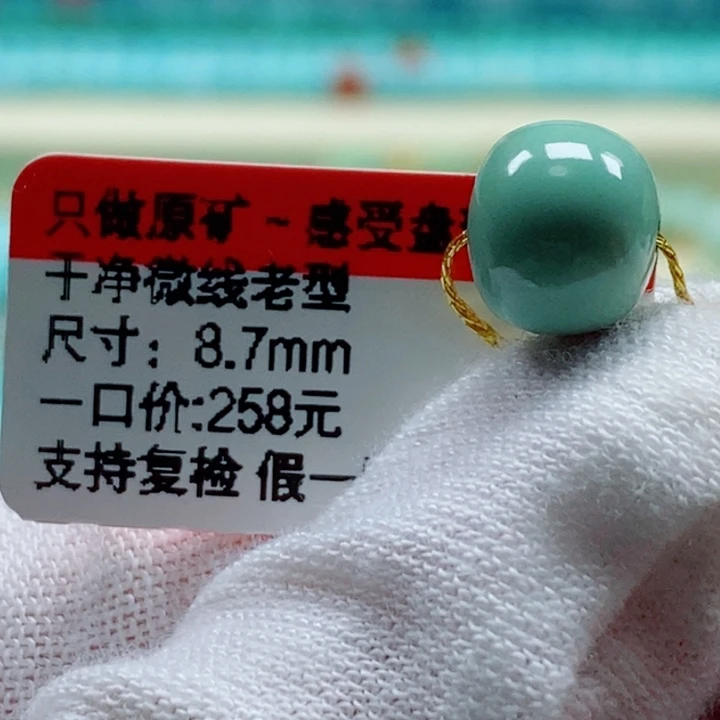 只做原矿 ~ 感受盘
干净微线老型
尺寸：8.7mm
一口价:258元
支持复检 假一